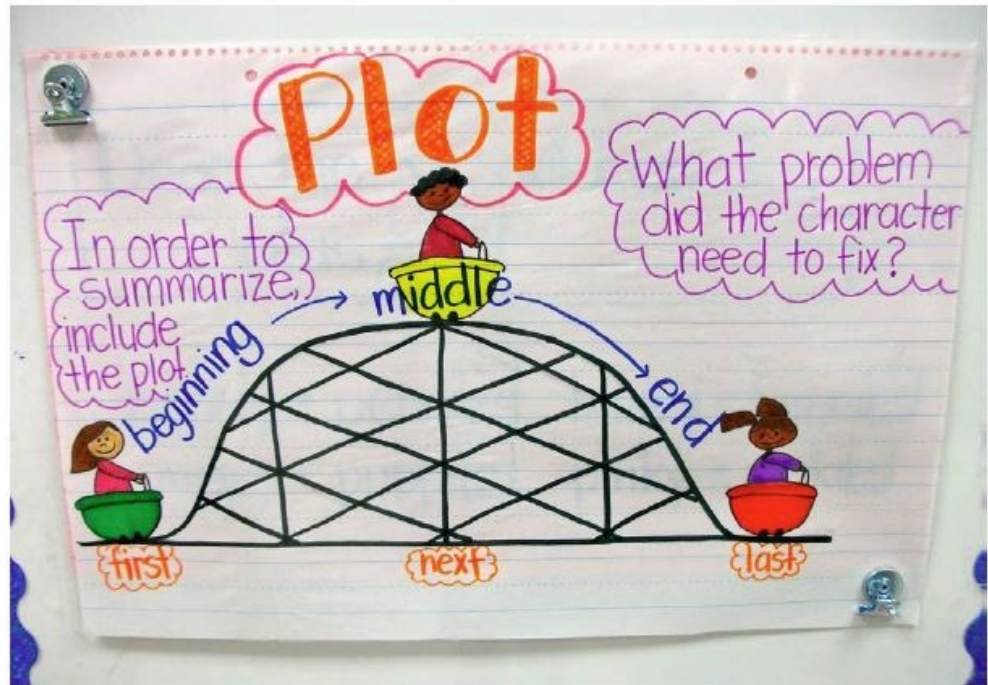 Plot
In order to
summarize,
include
the plot.
What problem
did the character
need to fix?
beginning
middle
end
first
next
last